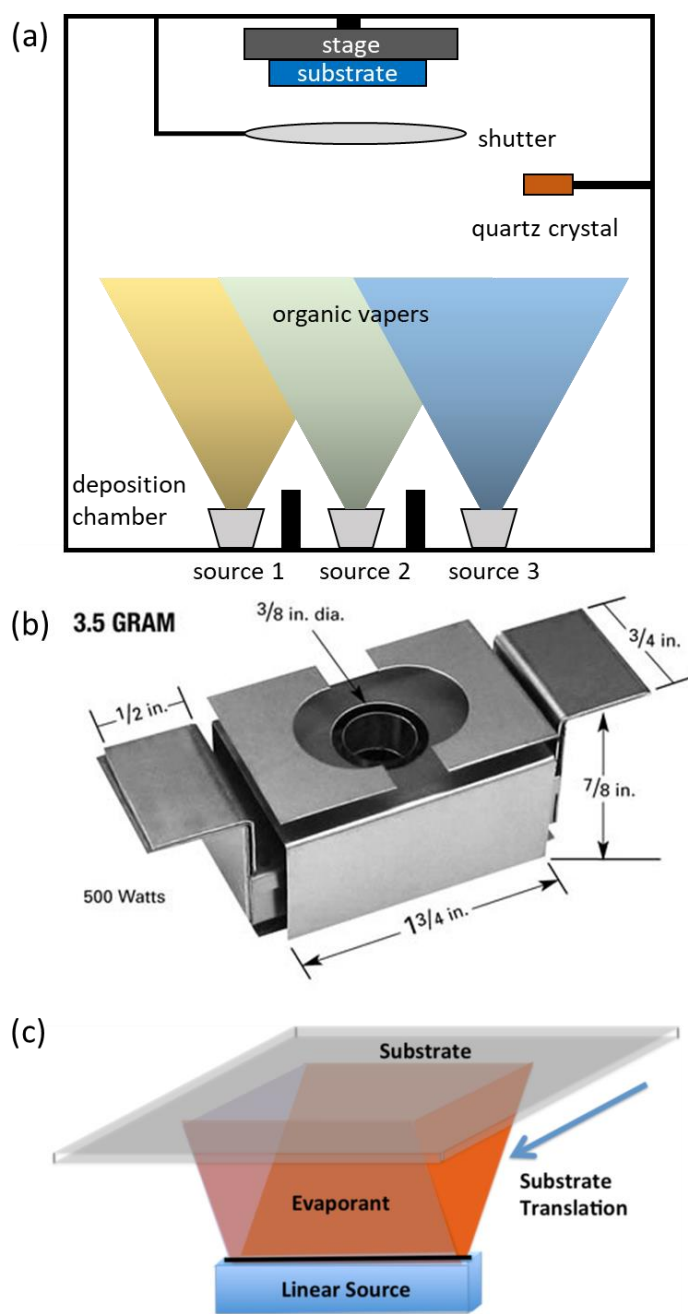 (a)
stage
substrate
shutter
quartz crystal
organic vapers
deposition
chamber
source 1 source 2 source 3
(b) 3.5 GRAM
3/8 in. dia.
3/4 in.
1/2 in.
7/8 in.
500 Watts
1 3/4 in.
(c)
Substrate
Substrate
Translation
Evaporant
Linear Source